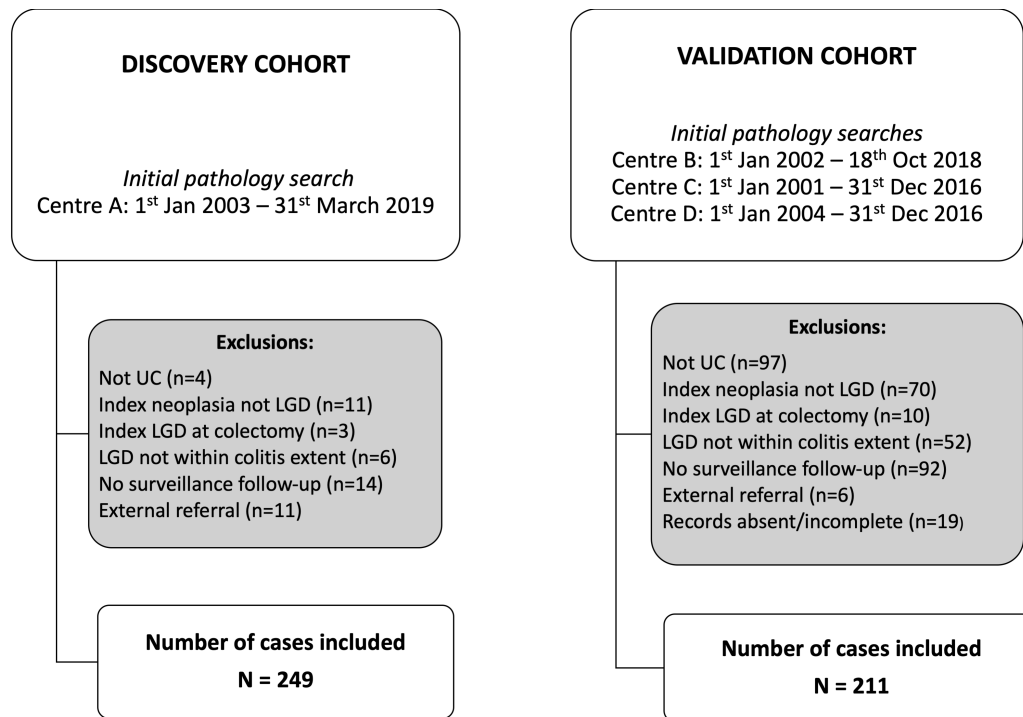 DISCOVERY COHORT
Initial pathology search
Centre A: 1st Jan 2003 – 31st March 2019
Exclusions:
Not UC (n=4)
Index neoplasia not LGD (n=11)
Index LGD at colectomy (n=3)
LGD not within colitis extent (n=6)
No surveillance follow-up (n=14)
External referral (n=11)
Number of cases included
N = 249
VALIDATION COHORT
Initial pathology searches
Centre B: 1st Jan 2002 – 18th Oct 2018
Centre C: 1st Jan 2001 – 31st Dec 2016
Centre D: 1st Jan 2004 – 31st Dec 2016
Exclusions:
Not UC (n=97)
Index neoplasia not LGD (n=70)
Index LGD at colectomy (n=10)
LGD not within colitis extent (n=52)
No surveillance follow-up (n=92)
External referral (n=6)
Records absent/incomplete (n=19)
Number of cases included
N = 211